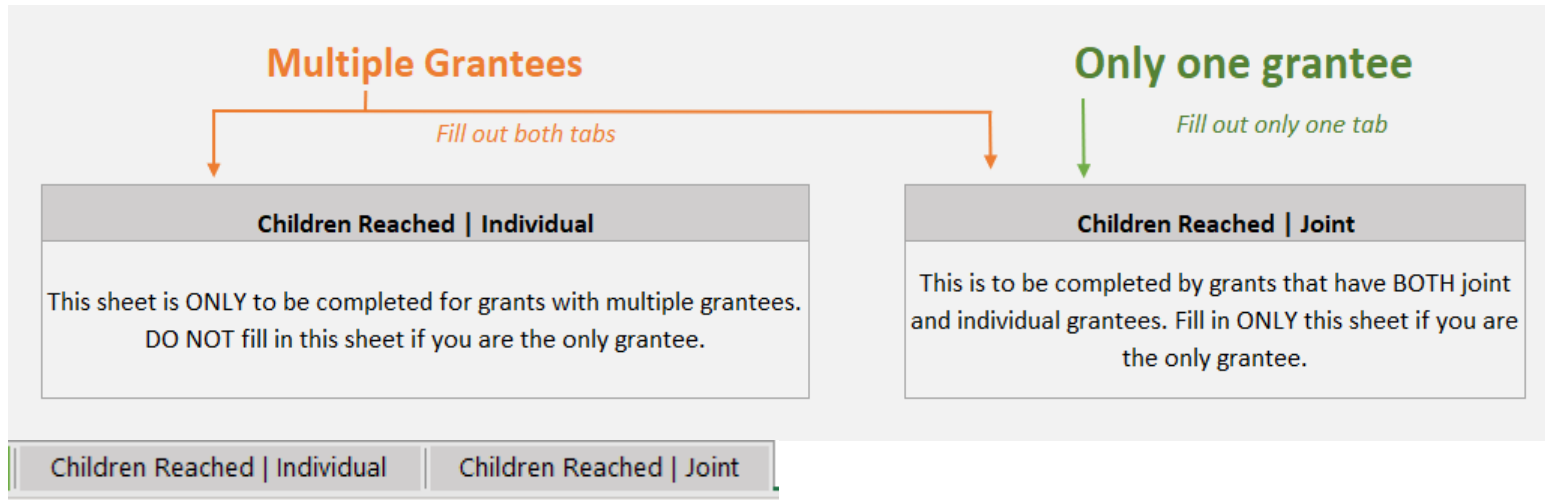 Multiple Grantees
Only one grantee
Fill out both tabs
Fill out only one tab
Children Reached | Individual
This sheet is ONLY to be completed for grants with multiple grantees.
DO NOT fill in this sheet if you are the only grantee.
Children Reached | Joint
This is to be completed by grants that have BOTH joint
and individual grantees. Fill in ONLY this sheet if you are
the only grantee.
Children Reached | Individual
Children Reached | Joint